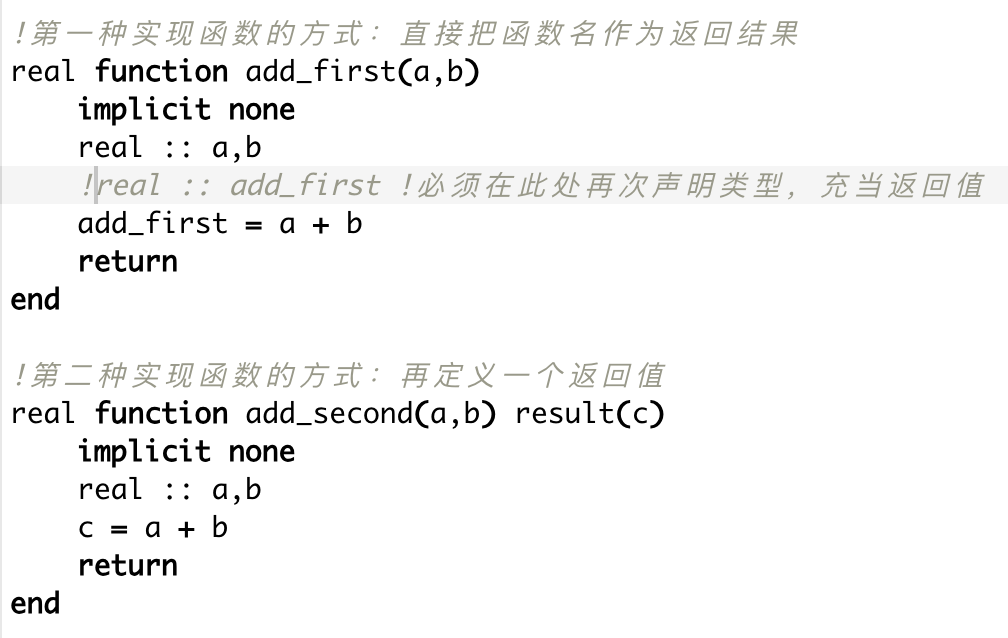 !第一种实现函数的方式：直接把函数名作为返回结果
real function add_first(a,b)
    implicit none
    real :: a,b
    !real :: add_first !必须在此处再次声明类型，充当返回值
    add_first = a + b
    return
end

!第二种实现函数的方式：再定义一个返回值
real function add_second(a,b) result(c)
    implicit none
    real :: a,b
    c = a + b
    return
end